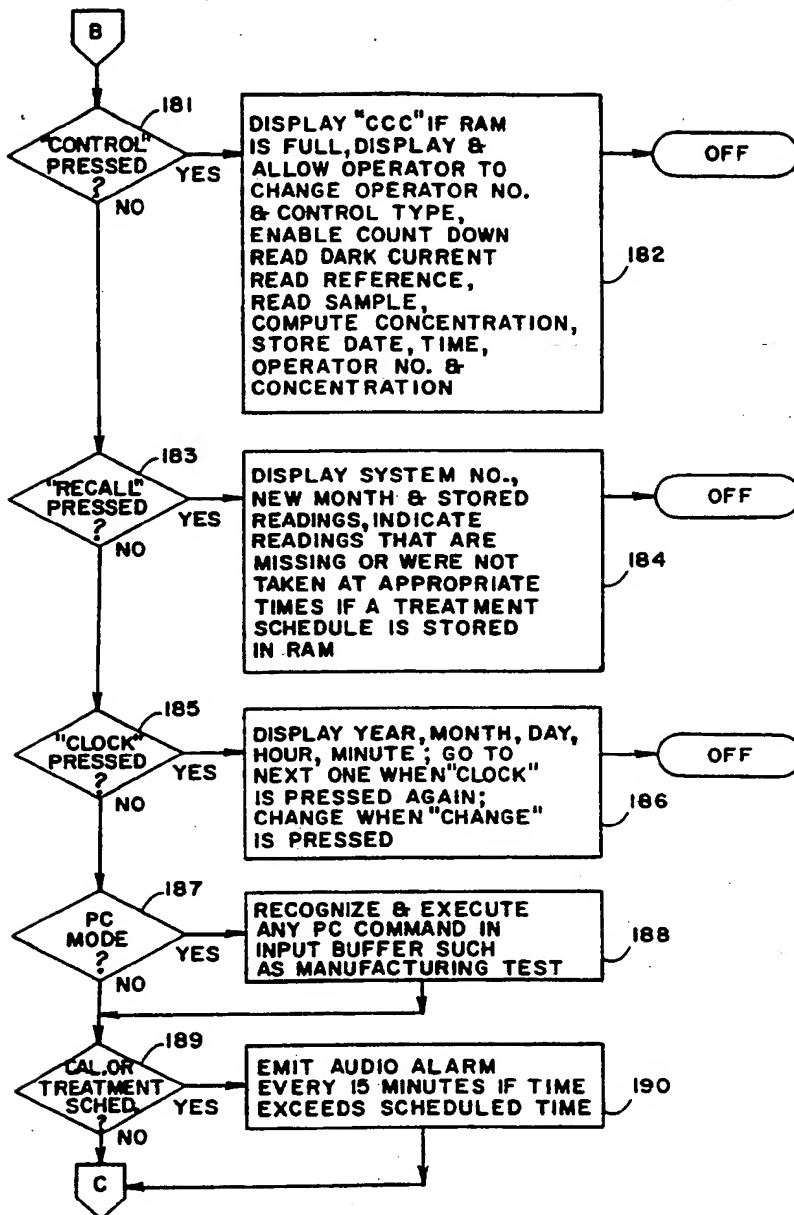 B
181
"CONTROL"
PRESSED
?
YES
NO
DISPLAY "CCC" IF RAM
IS FULL, DISPLAY &
ALLOW OPERATOR TO
CHANGE OPERATOR NO.
& CONTROL TYPE,
ENABLE COUNT DOWN
READ DARK CURRENT
READ REFERENCE,
READ SAMPLE,
COMPUTE CONCENTRATION,
STORE DATE, TIME,
OPERATOR NO. &
CONCENTRATION
182
OFF
183
"RECALL"
PRESSED
?
YES
NO
DISPLAY SYSTEM NO.,
NEW MONTH & STORED
READINGS, INDICATE
READINGS THAT ARE
MISSING OR WERE NOT
TAKEN AT APPROPRIATE
TIMES IF A TREATMENT
SCHEDULE IS STORED
IN RAM
184
OFF
185
"CLOCK"
PRESSED
?
YES
NO
DISPLAY YEAR, MONTH, DAY,
HOUR, MINUTE; GO TO
NEXT ONE WHEN "CLOCK"
IS PRESSED AGAIN;
CHANGE WHEN "CHANGE"
IS PRESSED
186
OFF
187
PC
MODE
?
YES
NO
RECOGNIZE & EXECUTE
ANY PC COMMAND IN
INPUT BUFFER SUCH
AS MANUFACTURING TEST
188
189
CAL. OR
TREATMENT
SCHED.
?
YES
NO
EMIT AUDIO ALARM
EVERY 15 MINUTES IF TIME
EXCEEDS SCHEDULED TIME
190
C